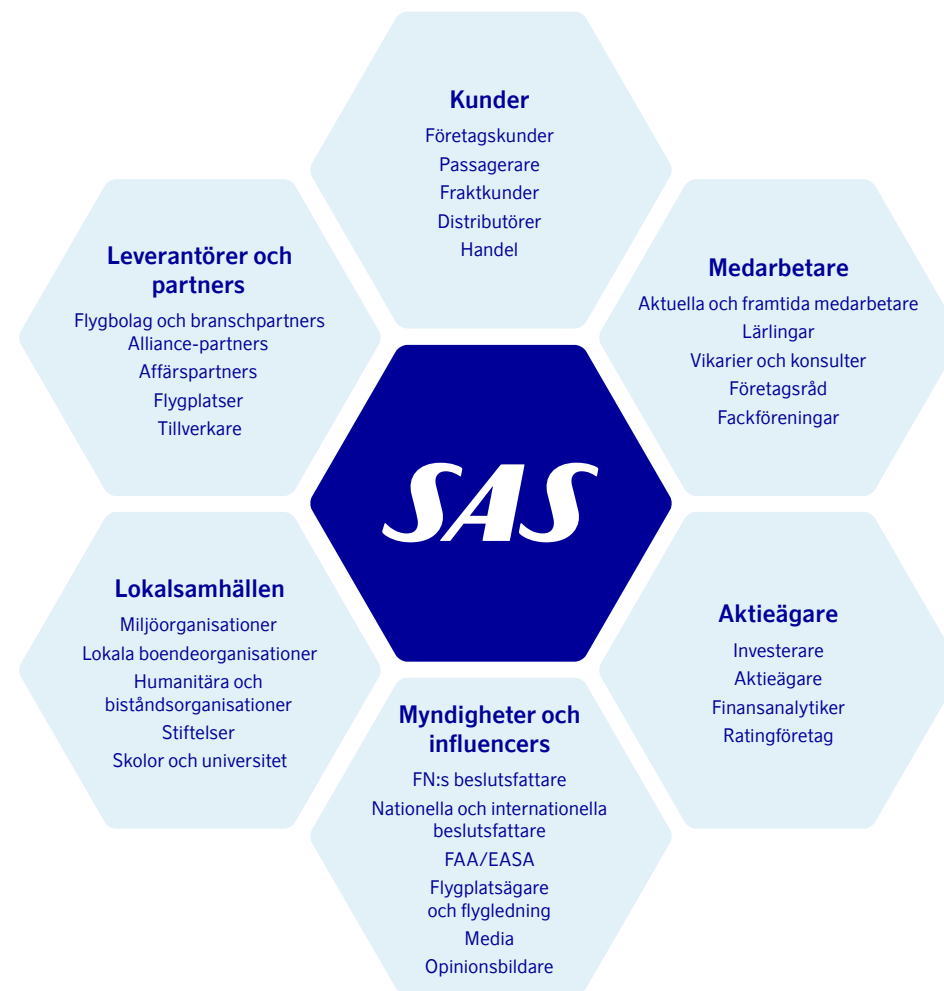 Kunder
Företagskunder
Passagerare
Fraktkunder
Distributörer
Handel
Leverantörer och
partners
Flygbolag och branschpartners
Alliance-partners
Affärspartners
Flygplatser
Tillverkare
Medarbetare
Aktuella och framtida medarbetare
Lärlingar
Vikarier och konsulter
Företagsråd
Fackföreningar
SAS
Lokalsamhällen
Miljöorganisationer
Lokala boendeorganisationer
Humanitära och
biståndsorganisationer
Stiftelser
Skolor och universitet
Aktieägare
Investerare
Aktieägare
Finansanalytiker
Ratingföretag
Myndigheter och
influencers
FN:s beslutsfattare
Nationella och internationella
beslutsfattare
FAA/EASA
Flygplatsägare
och flygledning
Media
Opinionsbildare